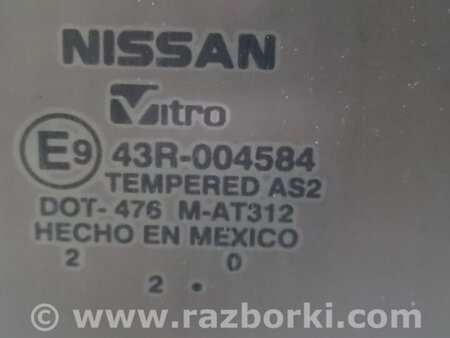 NISSAN
Vitro
E9 43R-004584
TEMPERED AS2
DOT-476 M-AT312
HECHO EN MEXICO
2 0
2 •
© www.razborki.com